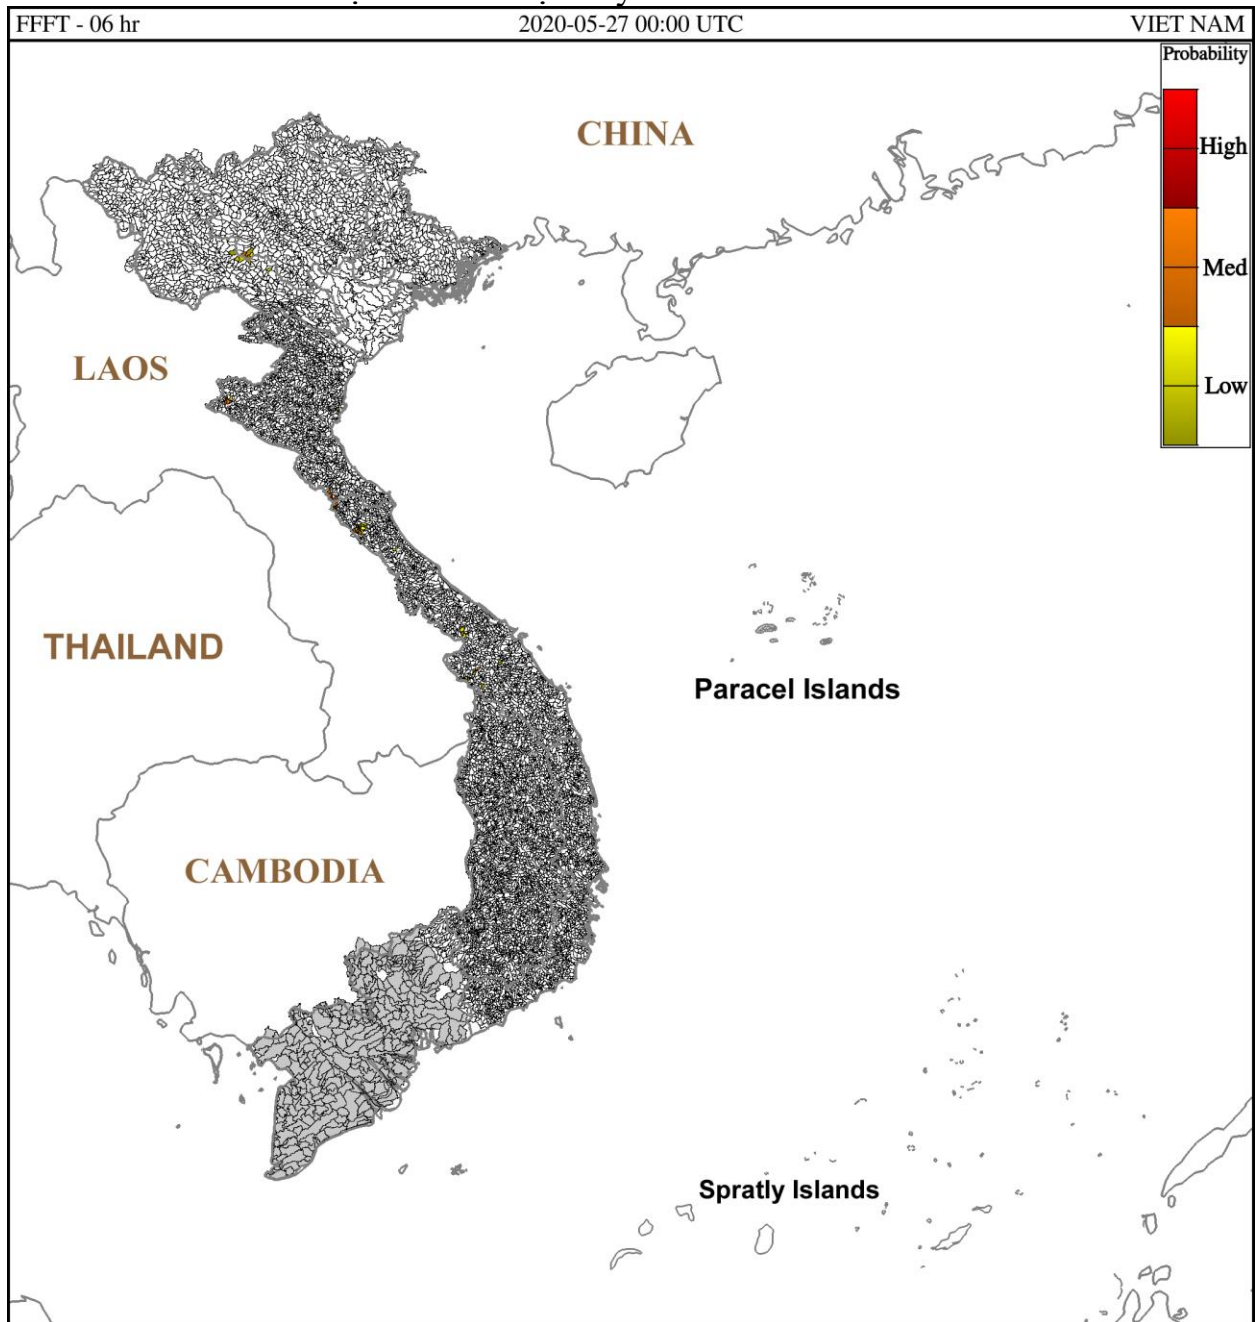 FFFT - 06 hr
2020-05-27 00:00 UTC
VIET NAM
Probability
High
Med
Low
CHINA
LAOS
THAILAND
Paracel Islands
CAMBODIA
Spratly Islands